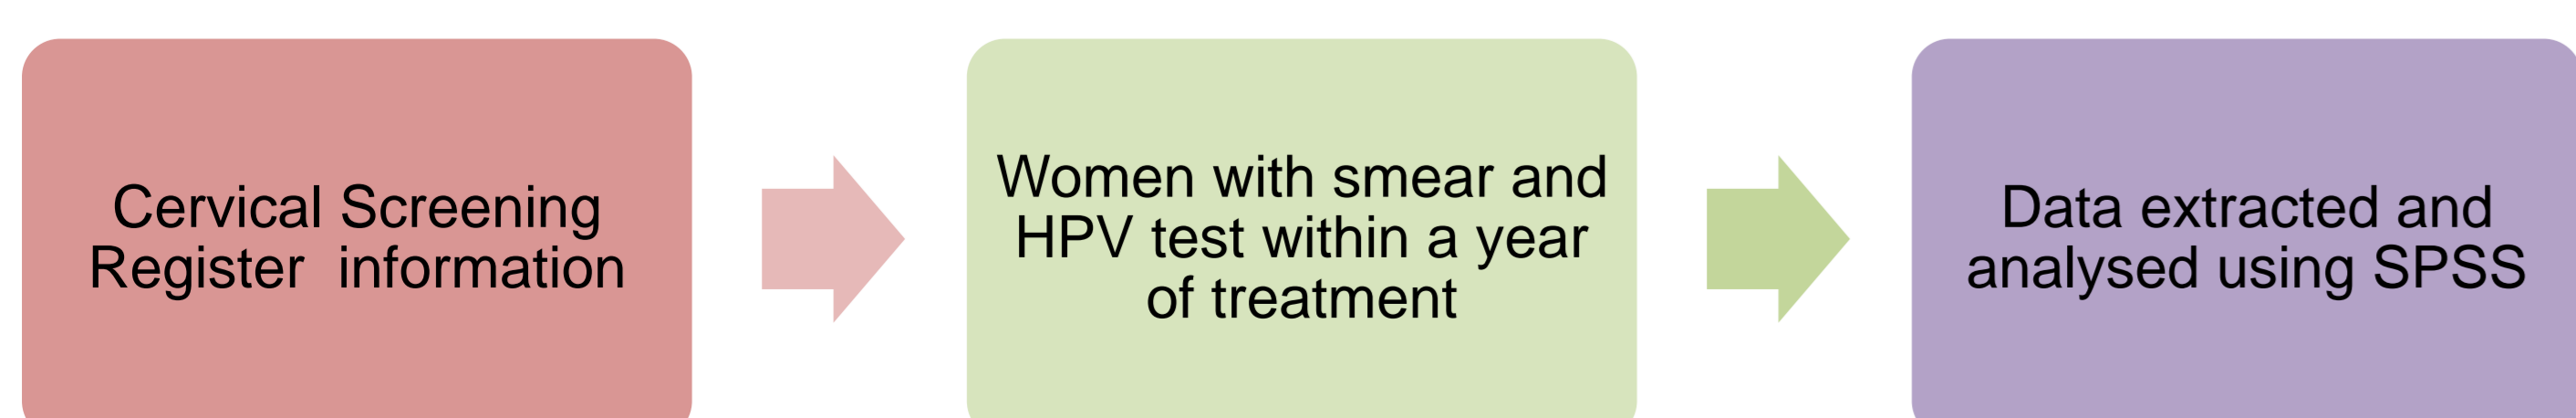 Cervical Screening
Register  information
Women with smear and
HPV test within a year
of treatment
Data extracted and
analysed using SPSS